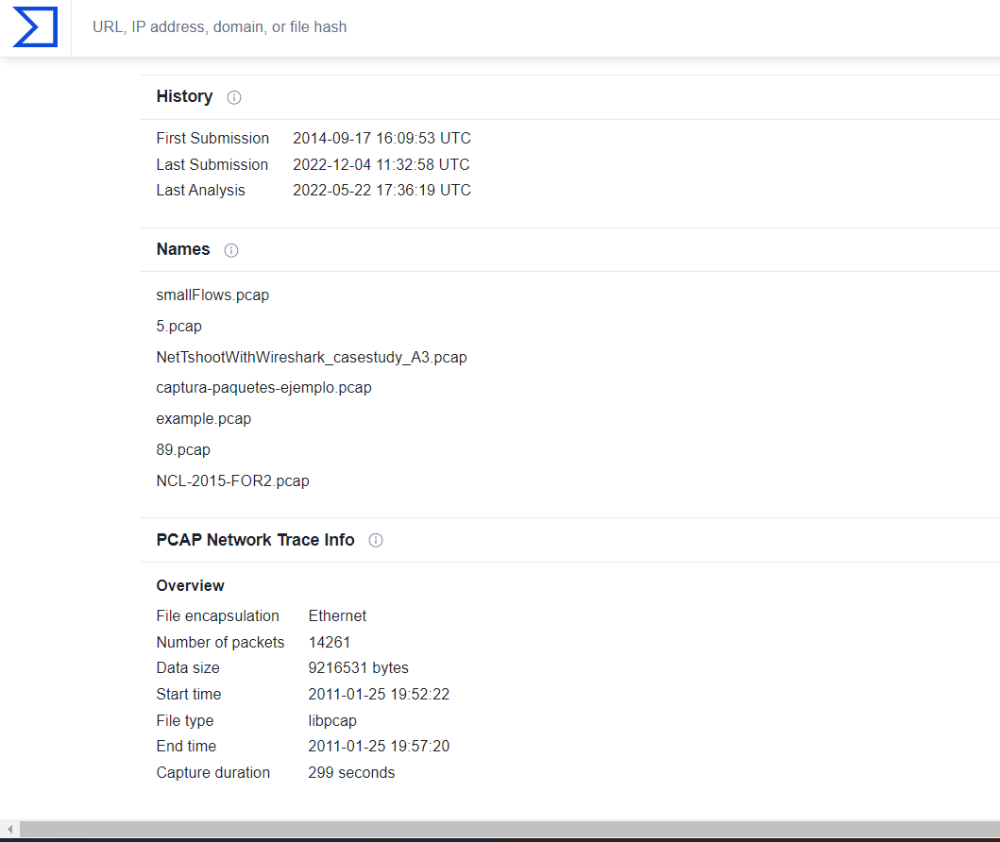 URL, IP address, domain, or file hash
History
First Submission 2014-09-17 16:09:53 UTC
Last Submission 2022-12-04 11:32:58 UTC
Last Analysis 2022-05-22 17:36:19 UTC
Names
smallFlows.pcap
5.pcap
NetTshootWithWireshark_casestudy_A3.pcap
captura-paquetes-ejemplo.pcap
example.pcap
89.pcap
NCL-2015-FOR2.pcap
PCAP Network Trace Info
Overview
File encapsulation Ethernet
Number of packets 14261
Data size 9216531 bytes
Start time 2011-01-25 19:52:22
File type libpcap
End time 2011-01-25 19:57:20
Capture duration 299 seconds